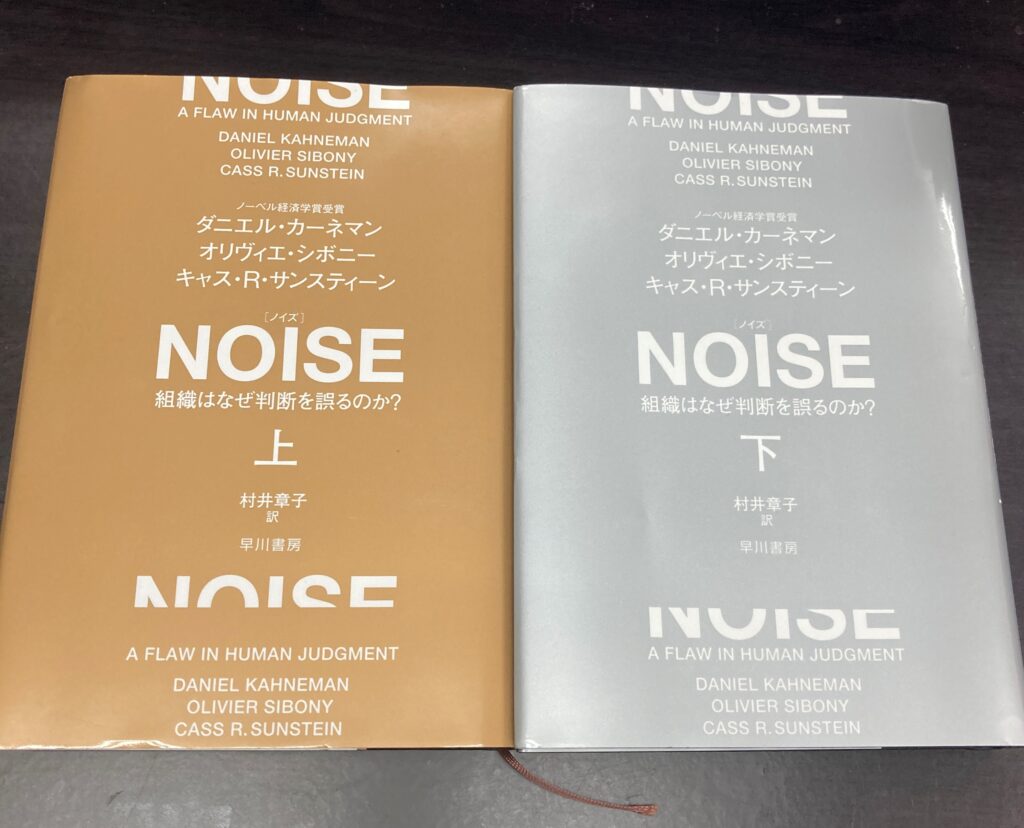 NOISE
A FLAW IN HUMAN JUDGMENT
DANIEL KAHNEMAN
OLIVIER SIBONY
CASS R. SUNSTEIN
ノーベル経済学賞受賞
ダニエル・カーネマン
オリヴィエ・シボニー
キャス・R・サンスティーン
[ノイズ]
NOISE
組織はなぜ判断を誤るのか?
上
村井章子
訳
早川書房
NOISE
A FLAW IN HUMAN JUDGMENT
DANIEL KAHNEMAN
OLIVIER SIBONY
CASS R. SUNSTEIN
NOISE
A FLAW IN HUMAN JUDGMENT
DANIEL KAHNEMAN
OLIVIER SIBONY
CASS R. SUNSTEIN
ノーベル経済学賞受賞
ダニエル・カーネマン
オリヴィエ・シボニー
キャス・R・サンスティーン
[ノイズ]
NOISE
組織はなぜ判断を誤るのか?
下
村井章子
訳
早川書房
NOISE
A FLAW IN HUMAN JUDGMENT
DANIEL KAHNEMAN
OLIVIER SIBONY
CASS R. SUNSTEIN